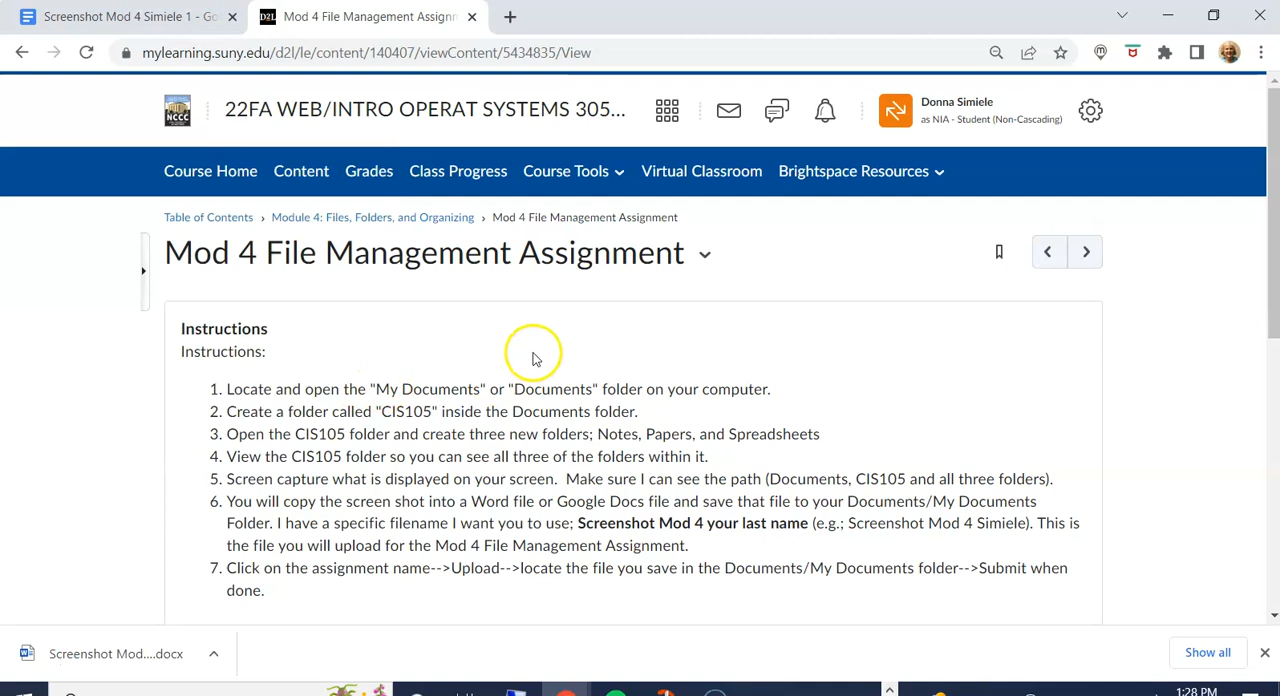 Screenshot Mod 4 Simiele 1 - Go
D2L Mod 4 File Management Assignm
mylearning.suny.edu/d2l/le/content/140407/viewContent/5434835/View
NCCC
22FA WEB/INTRO OPERAT SYSTEMS 305...
Donna Simiele
as NIA - Student (Non-Cascading)
Course Home Content Grades Class Progress Course Tools Virtual Classroom Brightspace Resources
Table of Contents › Module 4: Files, Folders, and Organizing › Mod 4 File Management Assignment
Mod 4 File Management Assignment
Instructions
Instructions:
1. Locate and open the "My Documents" or "Documents" folder on your computer.
2. Create a folder called "CIS105" inside the Documents folder.
3. Open the CIS105 folder and create three new folders; Notes, Papers, and Spreadsheets
4. View the CIS105 folder so you can see all three of the folders within it.
5. Screen capture what is displayed on your screen. Make sure I can see the path (Documents, CIS105 and all three folders).
6. You will copy the screen shot into a Word file or Google Docs file and save that file to your Documents/My Documents
Folder. I have a specific filename I want you to use; Screenshot Mod 4 your last name (e.g.; Screenshot Mod 4 Simiele). This is
the file you will upload for the Mod 4 File Management Assignment.
7. Click on the assignment name-->Upload-->locate the file you save in the Documents/My Documents folder-->Submit when
done.
Screenshot Mod....docx
Show all
1:28 PM